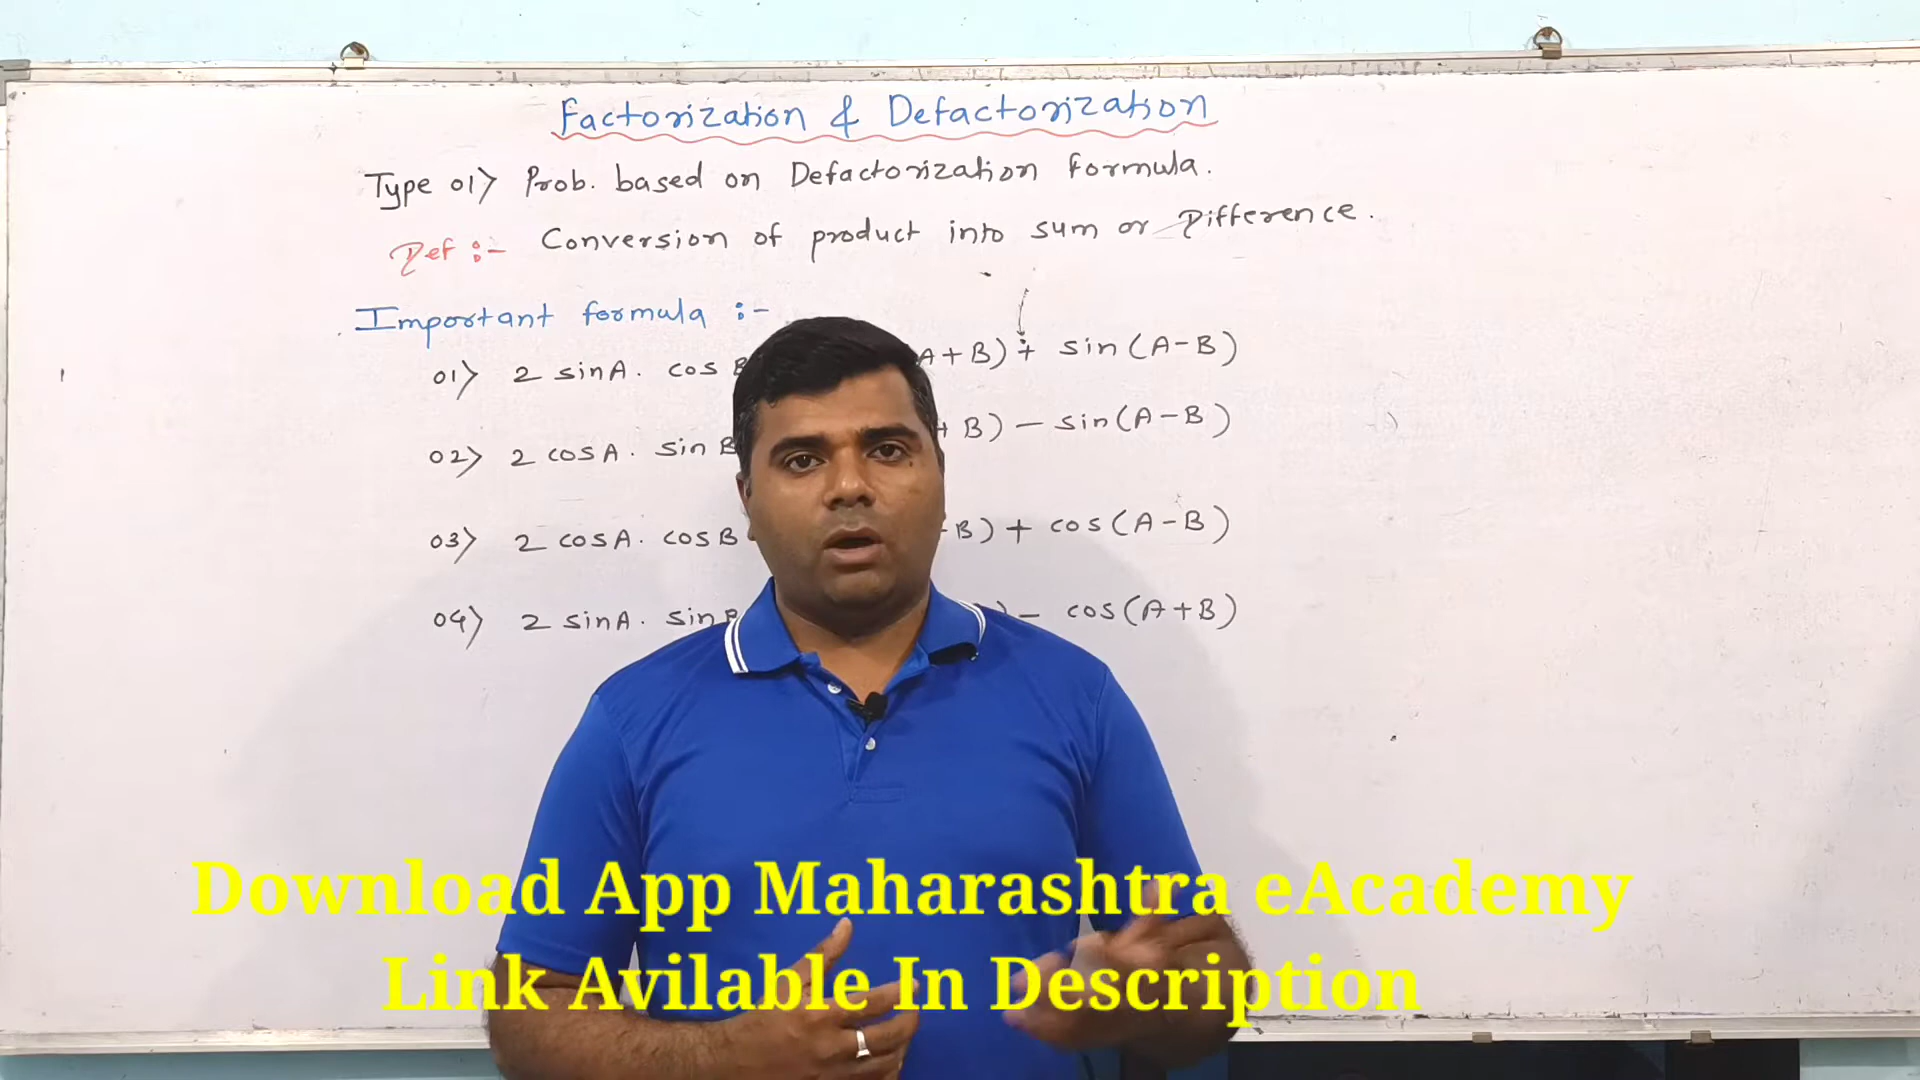 Factorization & Defactorization
Type 01> Prob. based on Defactorization formula.
Def :- Conversion of product into sum or Difference.
Important formula :-
01> 2 sinA. cos B A+B) + sin (A-B)
02> 2 cosA. sin B + B) - sin (A-B)
03> 2 cosA. cosB -B) + cos (A-B)
04> 2 sinA. sinB ) - cos (A+B)
Download App Maharashtra eAcademy
Link Avilable In Description